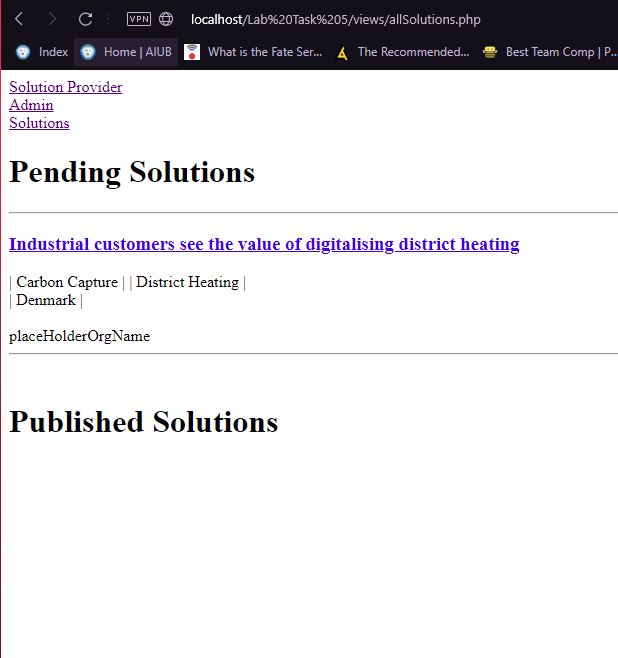 VPN localhost/Lab%20Task%205/views/allSolutions.php
Index Home | AIUB What is the Fate Ser... The Recommended... Best Team Comp | P...
Solution Provider
Admin
Solutions
Pending Solutions
Industrial customers see the value of digitalising district heating
| Carbon Capture | | District Heating |
| Denmark |
placeHolderOrgName
Published Solutions